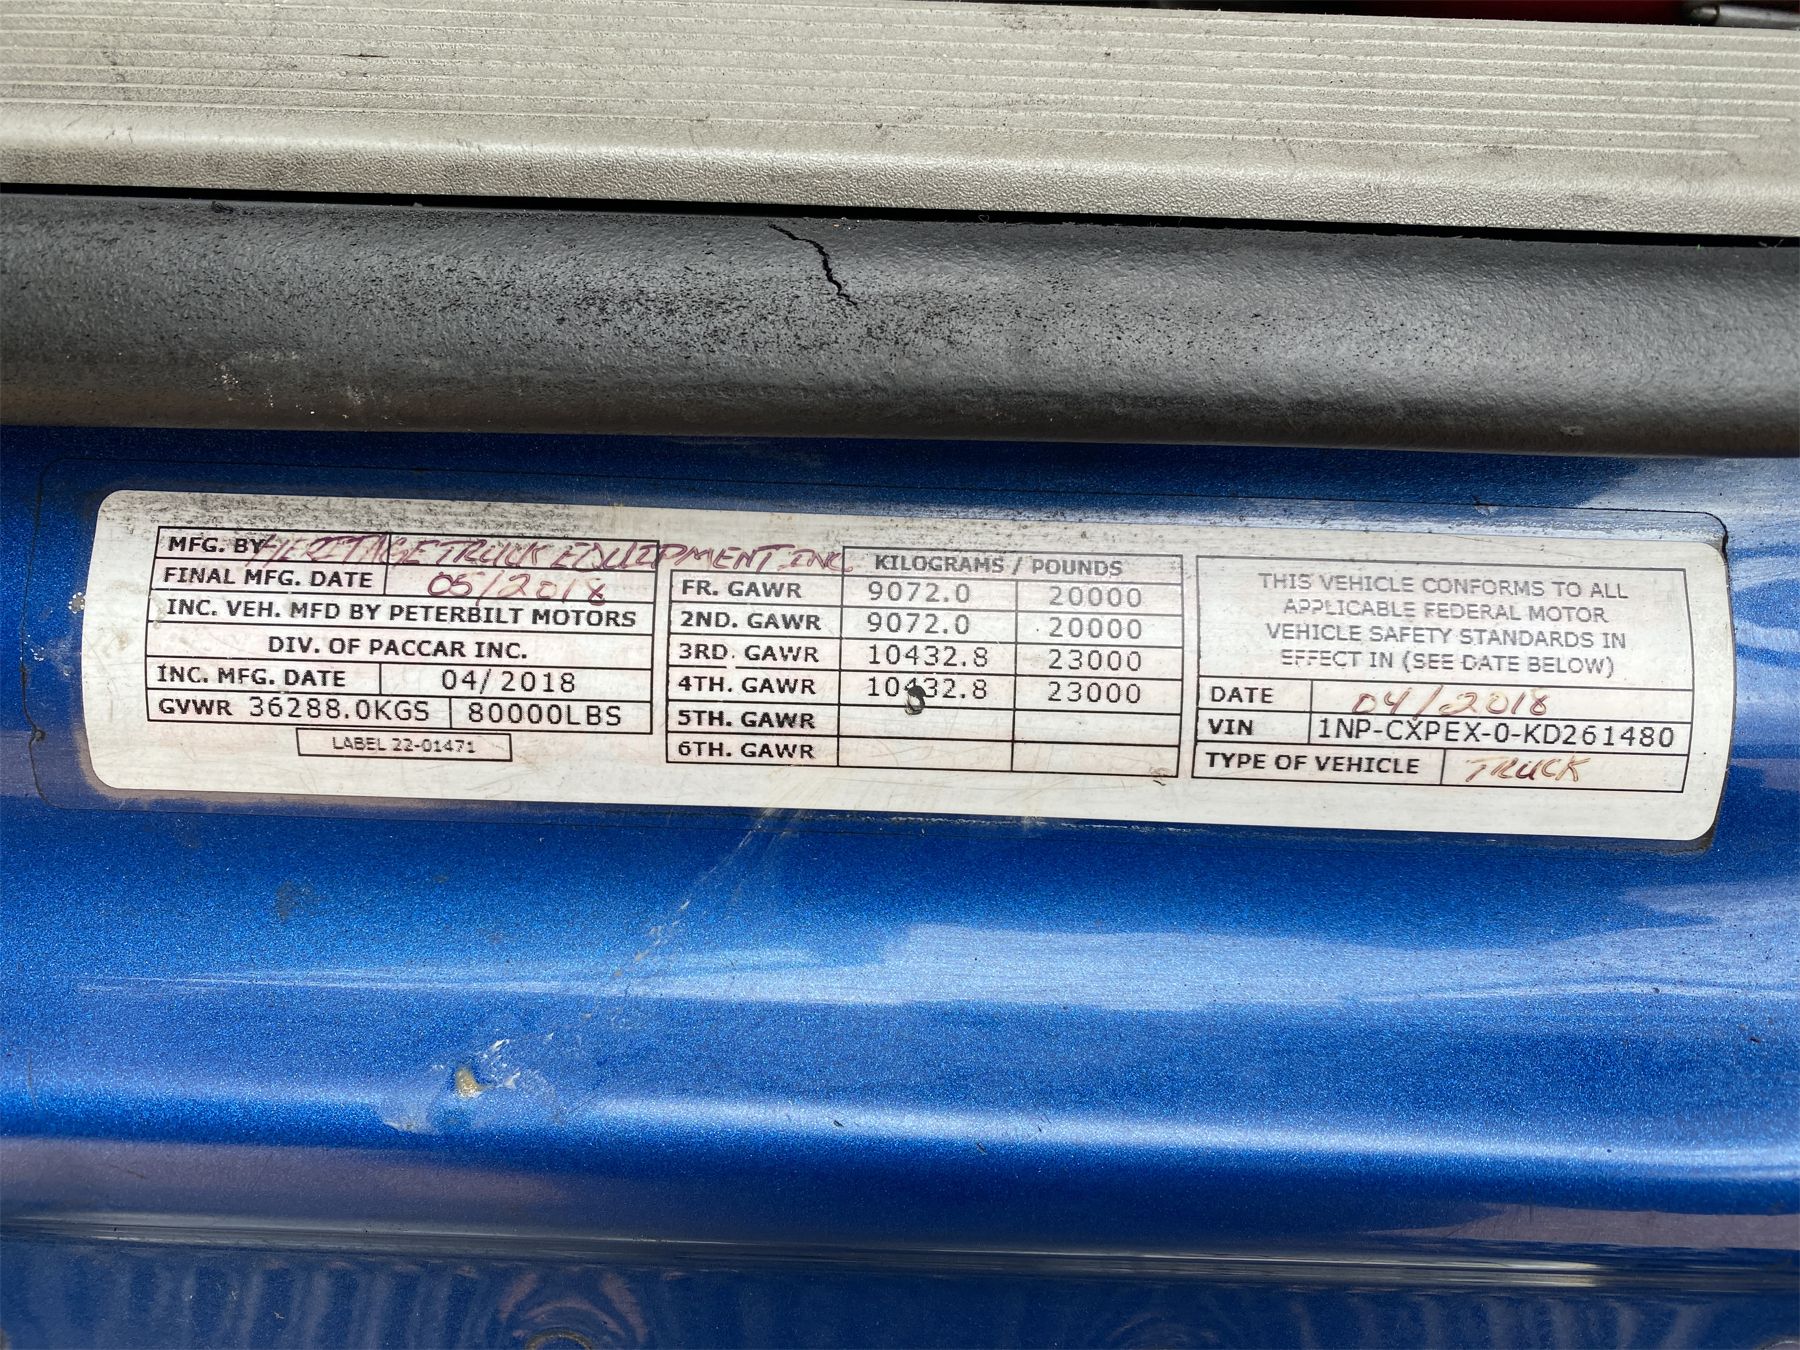 MFG. BY HERITAGE TRUCK EQUIPMENT INC
FINAL MFG. DATE 05/2018
INC. VEH. MFD BY PETERBILT MOTORS
DIV. OF PACCAR INC.
INC. MFG. DATE 04/2018
GVWR 36288.0KGS 80000LBS
LABEL 22-01471
KILOGRAMS / POUNDS
FR. GAWR 9072.0 20000
2ND. GAWR 9072.0 20000
3RD. GAWR 10432.8 23000
4TH. GAWR 10432.8 23000
5TH. GAWR
6TH. GAWR
THIS VEHICLE CONFORMS TO ALL
APPLICABLE FEDERAL MOTOR
VEHICLE SAFETY STANDARDS IN
EFFECT IN (SEE DATE BELOW)
DATE 04/2018
VIN 1NP-CXPEX-0-KD261480
TYPE OF VEHICLE TRUCK